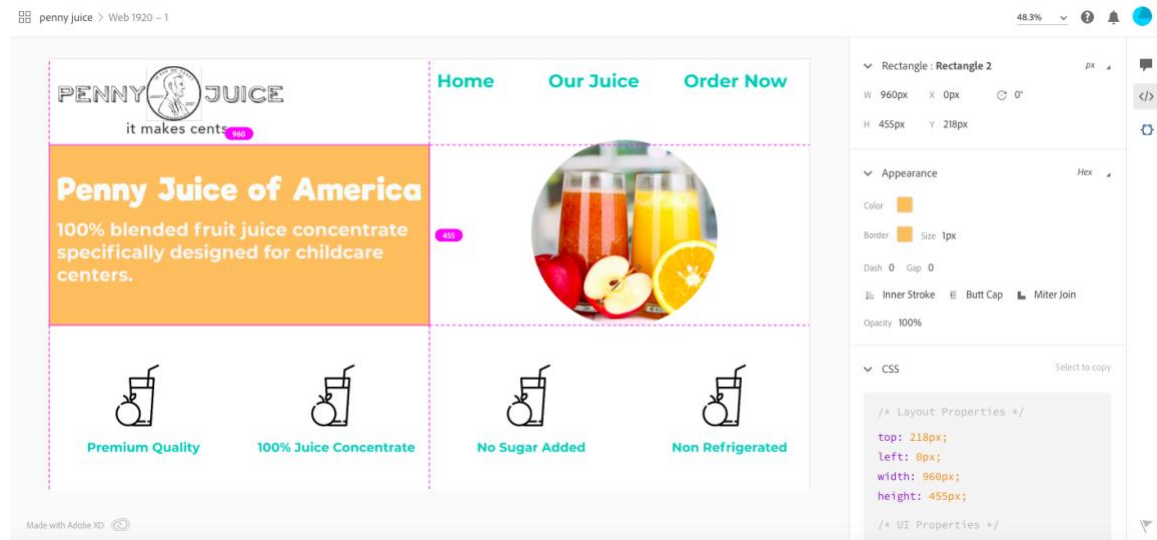 penny juice > Web 1920 – 1
48.3%
PENNY JUICE
it makes cents
960
Home Our Juice Order Now
Penny Juice of America
100% blended fruit juice concentrate
specifically designed for childcare
centers.
455
Premium Quality 100% Juice Concentrate No Sugar Added Non Refrigerated
Made with Adobe XD
Rectangle : Rectangle 2 px
W 960px X 0px 0°
H 455px Y 218px
Appearance Hex
Color
Border Size 1px
Dash 0 Gap 0
Inner Stroke Butt Cap Miter Join
Opacity 100%
CSS Select to copy
/* Layout Properties */
top: 218px;
left: 0px;
width: 960px;
height: 455px;
/* UI Properties */